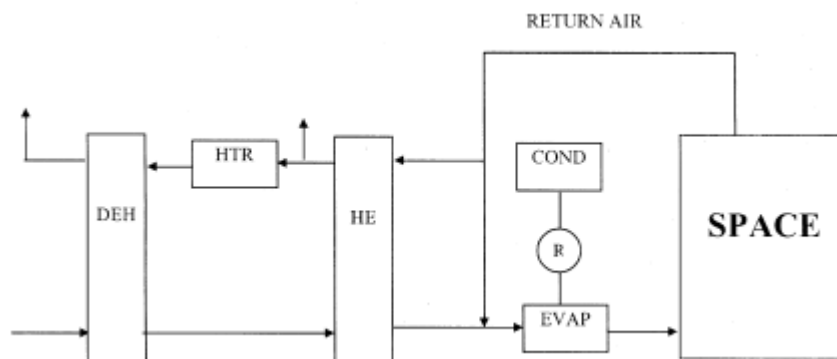 RETURN AIR
HTR
COND
DEH
HE
SPACE
R
EVAP